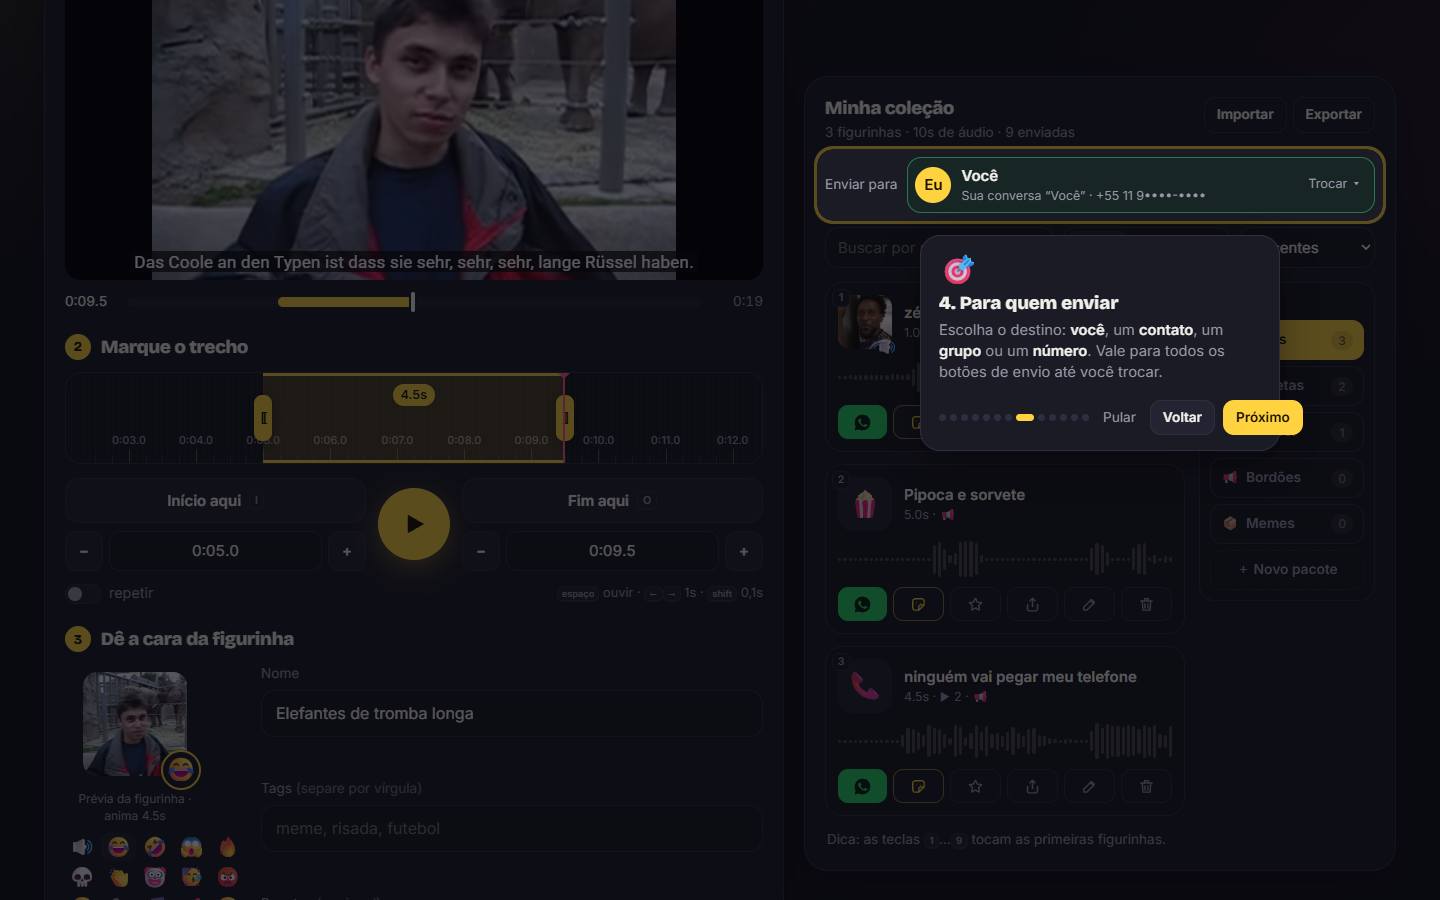 Das Coole an den Typen ist dass sie sehr, sehr, sehr, lange Rüssel haben.
0:09.5
0:19
2 Marque o trecho
4.5s
0:03.0 0:04.0 0:05.0 0:06.0 0:07.0 0:08.0 0:09.0 0:10.0 0:11.0 0:12.0
Início aqui I
Fim aqui O
− 0:05.0 +
− 0:09.5 +
repetir
espaço ouvir · ← → 1s · shift 0,1s
3 Dê a cara da figurinha
Prévia da figurinha ·
anima 4.5s
Nome
Elefantes de tromba longa
Tags (separe por vírgula)
meme, risada, futebol
Minha coleção
3 figurinhas · 10s de áudio · 9 enviadas
Importar
Exportar
Enviar para
Eu
Você
Sua conversa “Você” · +55 11 9••••-••••
Trocar
Buscar por
entes
4. Para quem enviar
Escolha o destino: você, um contato, um
grupo ou um número. Vale para todos os
botões de envio até você trocar.
Pular
Voltar
Próximo
1
zé
1.0
s 3
etas 2
1
Bordões 0
Memes 0
+ Novo pacote
2
Pipoca e sorvete
5.0s ·
3
ninguém vai pegar meu telefone
4.5s · ▶ 2 ·
Dica: as teclas 1 ... 9 tocam as primeiras figurinhas.